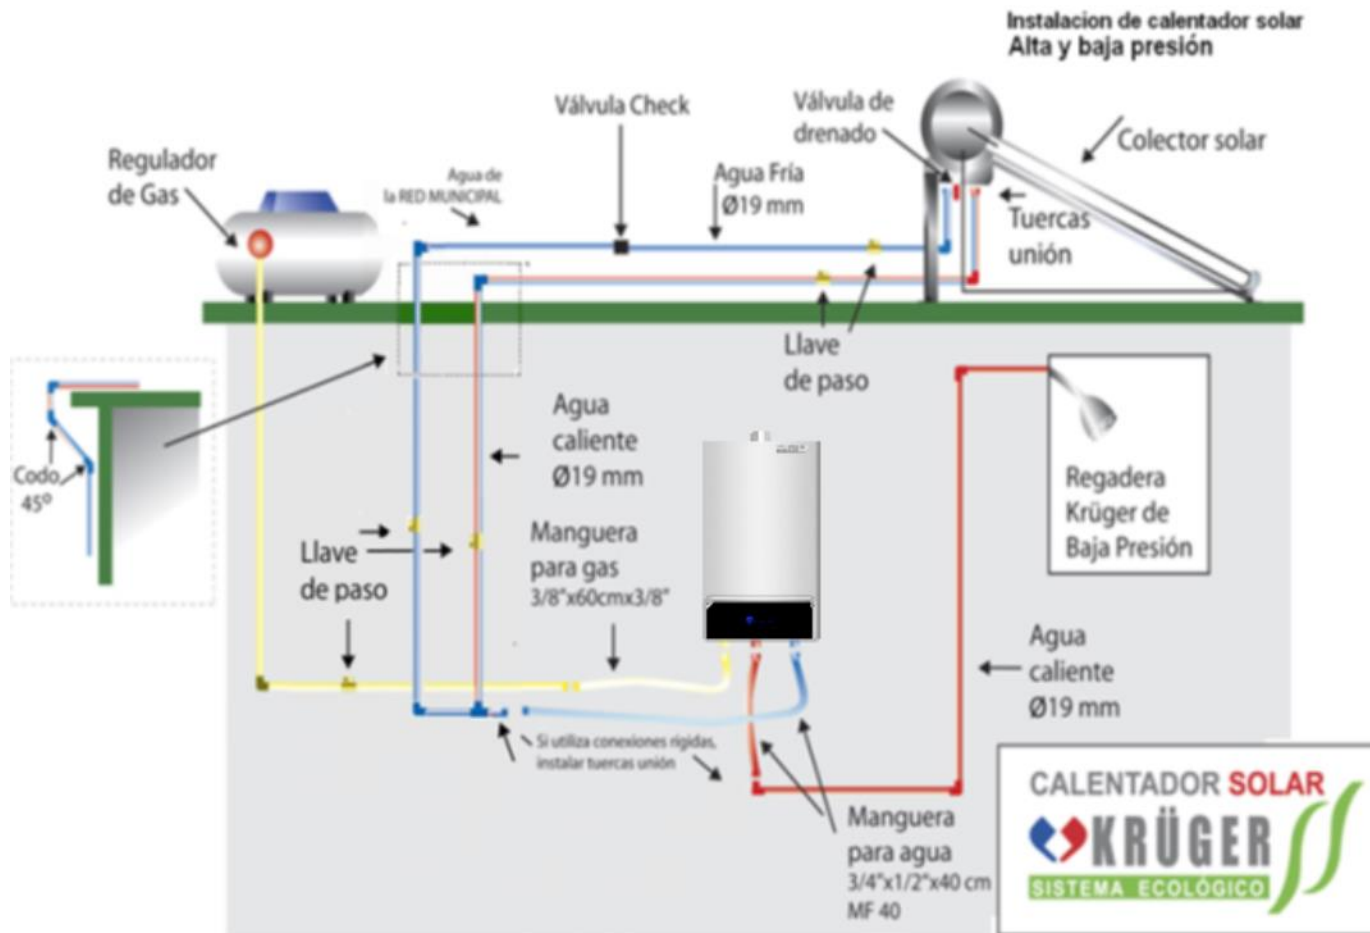 Instalacion de calentador solar
Alta y baja presión
Válvula Check
Válvula de
drenado
Colector solar
Regulador
de Gas
Agua de
la RED MUNICIPAL
Agua Fría
Ø19 mm
Tuercas
unión
Llave
de paso
Codo
45º
Agua
caliente
Ø19 mm
Llave
de paso
Manguera
para gas
3/8"x60cmx3/8"
Regadera
Krüger de
Baja Presión
Agua
caliente
Ø19 mm
Si utiliza conexiones rígidas,
instalar tuercas unión
Manguera
para agua
3/4"x1/2"x40 cm
MF 40
CALENTADOR SOLAR
KRÜGER
SISTEMA ECOLÓGICO